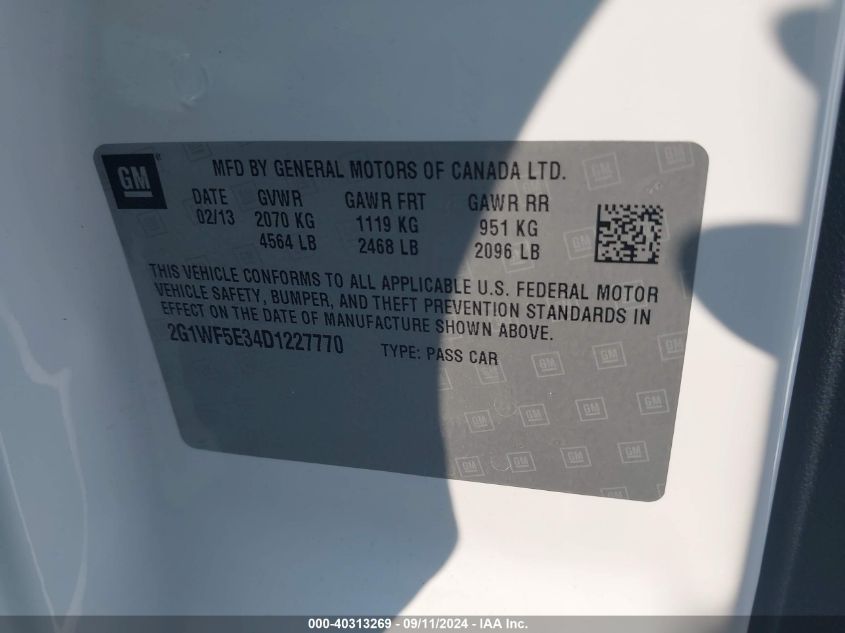 GM
MFD BY GENERAL MOTORS OF CANADA LTD.
DATE GVWR GAWR FRT GAWR RR
02/13 2070 KG 1119 KG 951 KG
4564 LB 2468 LB 2096 LB
THIS VEHICLE CONFORMS TO ALL APPLICABLE U.S. FEDERAL MOTOR
VEHICLE SAFETY, BUMPER, AND THEFT PREVENTION STANDARDS IN
EFFECT ON THE DATE OF MANUFACTURE SHOWN ABOVE.
2G1WF5E34D1227770 TYPE: PASS CAR
000-40313269 - 09/11/2024 - IAA Inc.